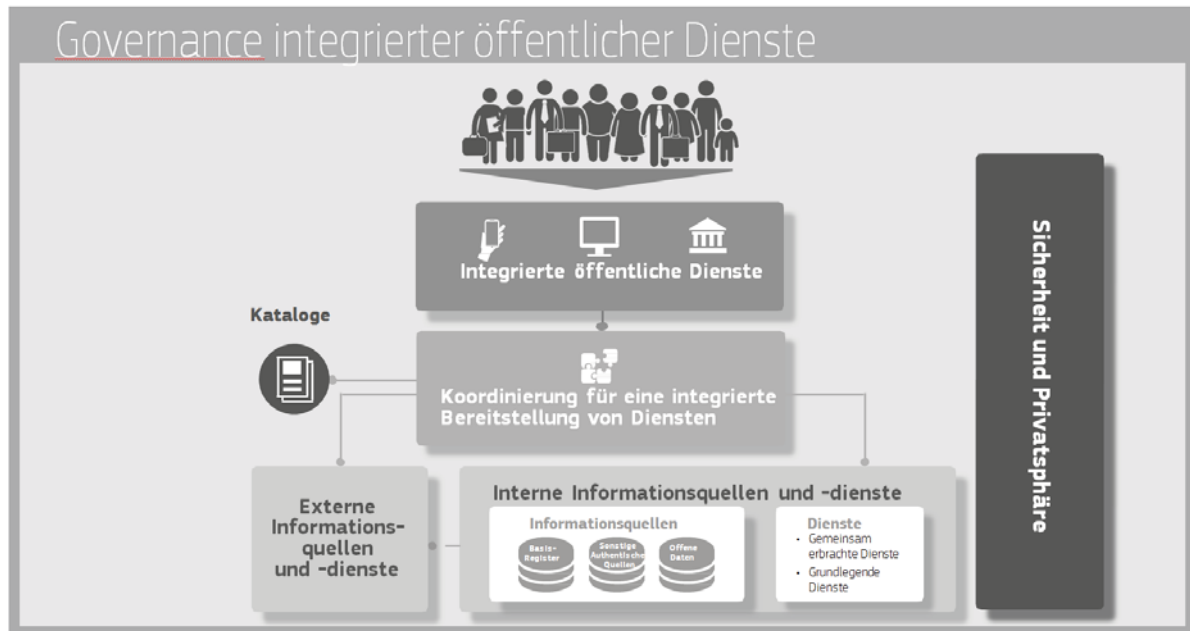 Governance integrierter öffentlicher Dienste
Integrierte öffentliche Dienste
Kataloge
Koordinierung für eine integrierte
Bereitstellung von Diensten
Externe
Informations-
quellen
und -dienste
Interne Informationsquellen und -dienste
Informationsquellen
Basis-
Register
Sonstige
Authentische
Quellen
Offene
Daten
Dienste
• Gemeinsam
erbrachte Dienste
• Grundlegende
Dienste
Sicherheit und Privatsphäre